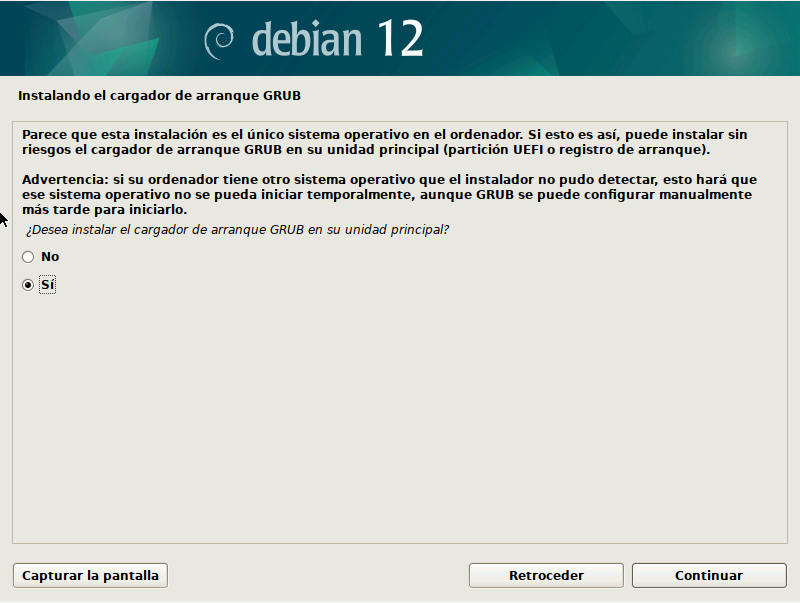 debian 12
Instalando el cargador de arranque GRUB
Parece que esta instalación es el único sistema operativo en el ordenador. Si esto es así, puede instalar sin
riesgos el cargador de arranque GRUB en su unidad principal (partición UEFI o registro de arranque).
Advertencia: si su ordenador tiene otro sistema operativo que el instalador no pudo detectar, esto hará que
ese sistema operativo no se pueda iniciar temporalmente, aunque GRUB se puede configurar manualmente
más tarde para iniciarlo.
¿Desea instalar el cargador de arranque GRUB en su unidad principal?
No
Sí
Capturar la pantalla
Retroceder
Continuar